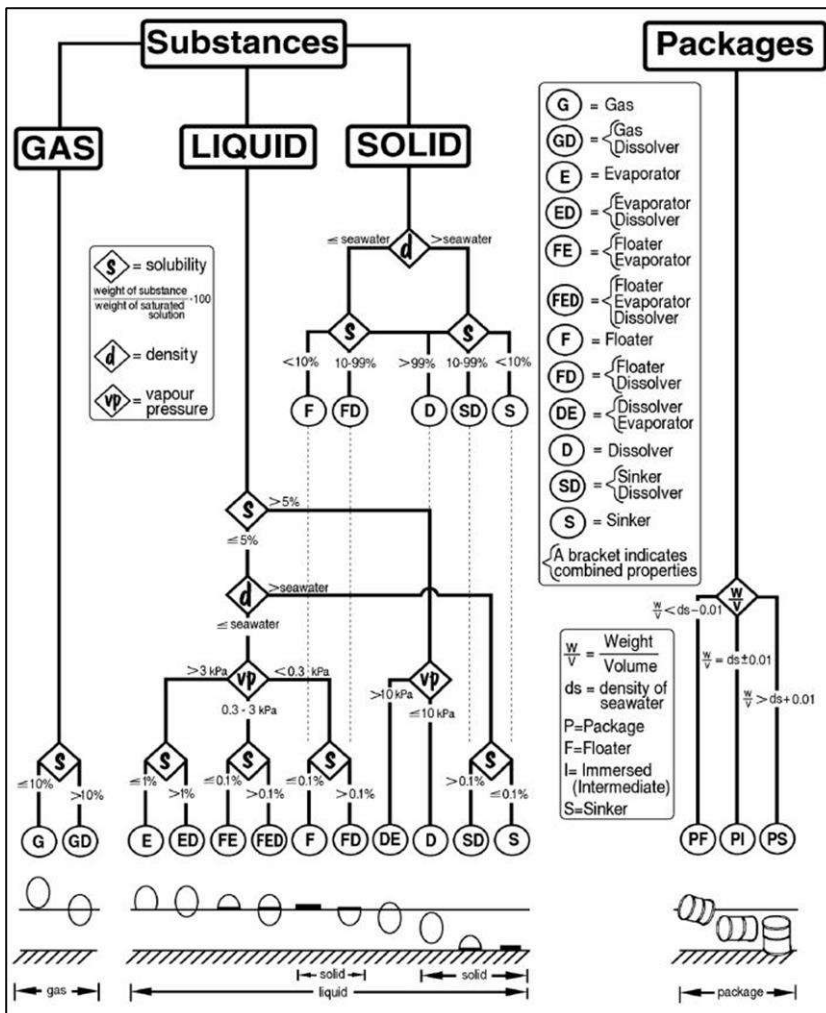 Substances
Packages
GAS
LIQUID
SOLID
G = Gas
GD = { Gas
Dissolver
E = Evaporator
ED = { Evaporator
Dissolver
FE = { Floater
Evaporator
FED = { Floater
Evaporator
Dissolver
F = Floater
FD = { Floater
Dissolver
DE = { Dissolver
Evaporator
D = Dissolver
SD = { Sinker
Dissolver
S = Sinker
{ A bracket indicates
combined properties
S = solubility
weight of substance
weight of saturated
solution
·100
d = density
vp = vapour
pressure
≤ seawater d >seawater
S S
<10% 10-99% >99% 10-99% <10%
F FD D SD S
S >5%
≤5%
d >seawater
≤seawater
>3 kPa vp <0.3 kPa
0.3 - 3 kPa
vp
>10kPa ≤10 kPa
S S S S S
≤10% >10% ≤1% >1% ≤0.1% >0.1% ≤0.1% >0.1% >0.1% ≤0.1%
G GD E ED FE FED F FD DE D SD S
W/V
W/V < ds-0.01
W/V = ds±0.01
W/V > ds+0.01
W/V = Weight/Volume
ds = density of
seawater
P=Package
F=Floater
I= Immersed
(Intermediate)
S=Sinker
PF PI PS
solid solid
gas liquid package